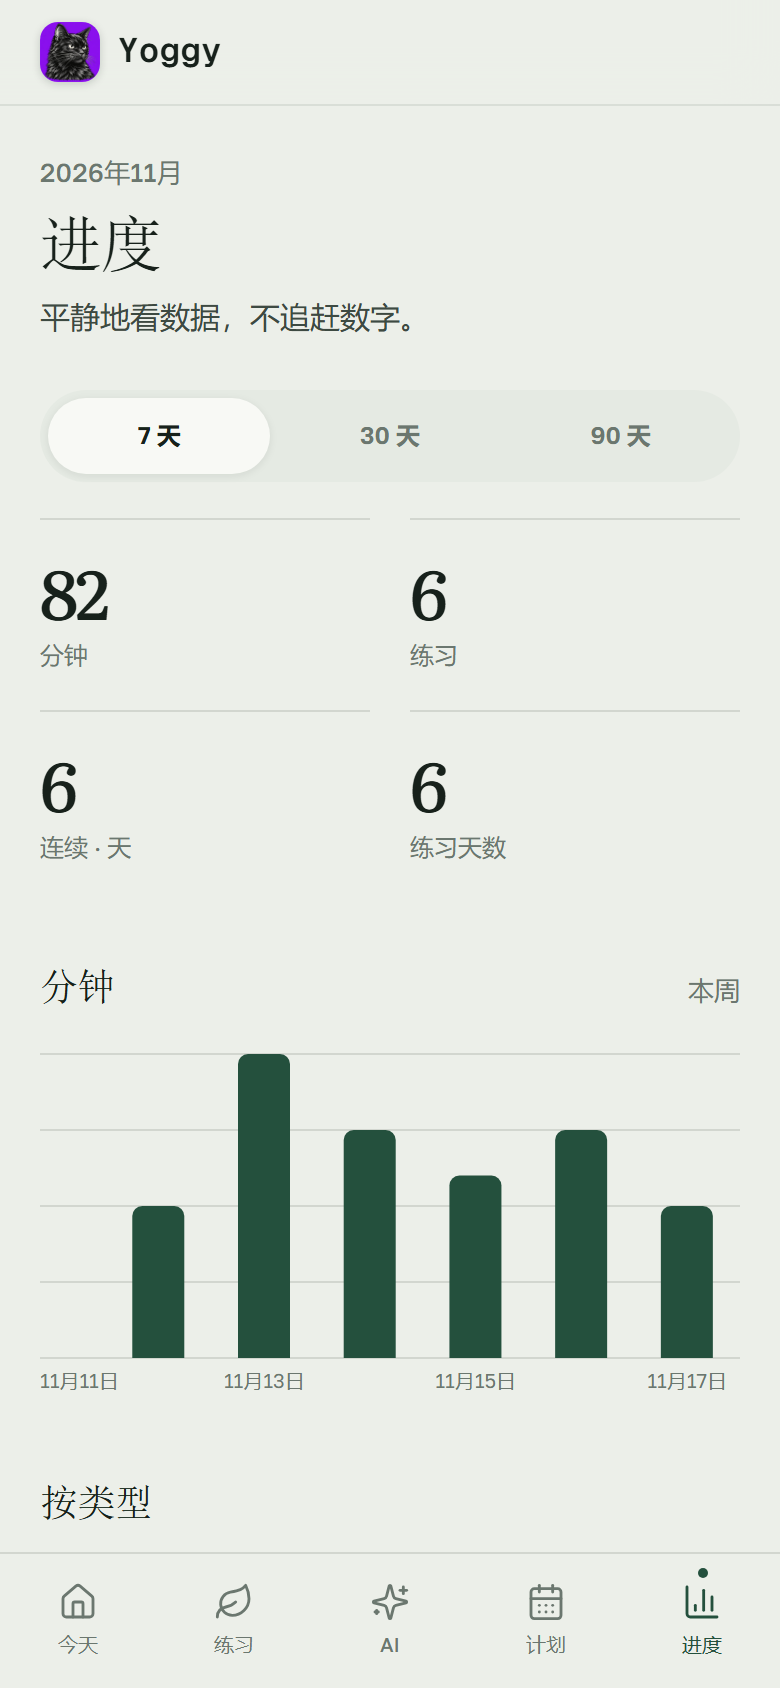 Yoggy
2026年11月
进度
平静地看数据，不追赶数字。
7 天
30 天
90 天
82
分钟
6
练习
6
连续 · 天
6
练习天数
分钟
本周
11月11日
11月13日
11月15日
11月17日
按类型
今天
练习
AI
计划
进度